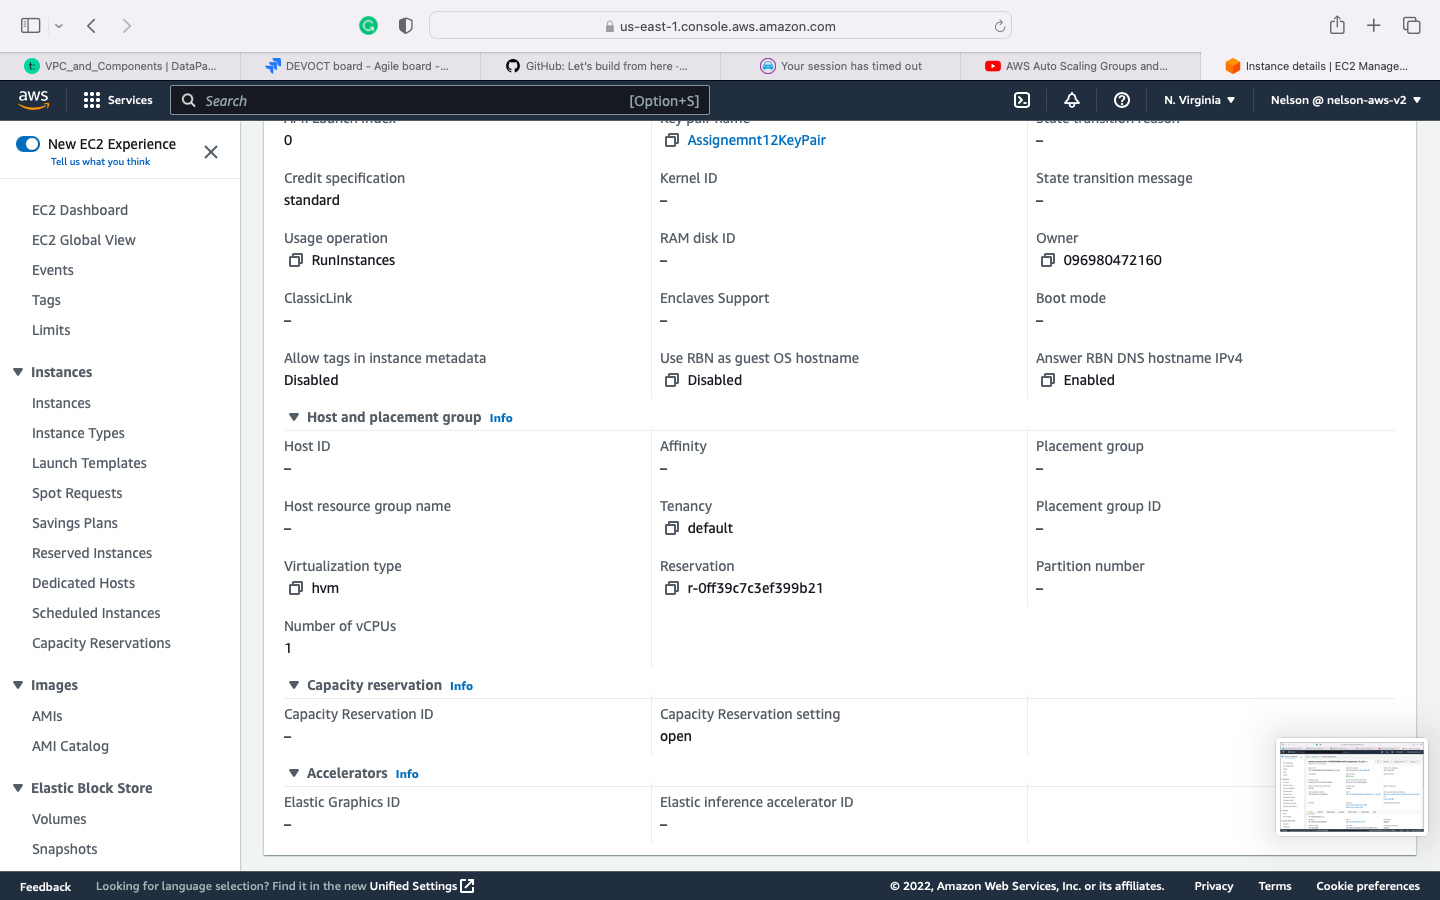 us-east-1.console.aws.amazon.com
VPC_and_Components | DataPa...
DEVOCT board - Agile board -...
GitHub: Let's build from here ·...
Your session has timed out
AWS Auto Scaling Groups and...
Instance details | EC2 Manage...
aws
Services
Search
[Option+S]
N. Virginia
Nelson @ nelson-aws-v2
New EC2 Experience
Tell us what you think
EC2 Dashboard
EC2 Global View
Events
Tags
Limits
Instances
Instances
Instance Types
Launch Templates
Spot Requests
Savings Plans
Reserved Instances
Dedicated Hosts
Scheduled Instances
Capacity Reservations
Images
AMIs
AMI Catalog
Elastic Block Store
Volumes
Snapshots
AMI Launch index
0
Key pair name
Assignemnt12KeyPair
State transition reason
–
Credit specification
standard
Kernel ID
–
State transition message
–
Usage operation
RunInstances
RAM disk ID
–
Owner
096980472160
ClassicLink
–
Enclaves Support
–
Boot mode
–
Allow tags in instance metadata
Disabled
Use RBN as guest OS hostname
Disabled
Answer RBN DNS hostname IPv4
Enabled
Host and placement group Info
Host ID
–
Affinity
–
Placement group
–
Host resource group name
–
Tenancy
default
Placement group ID
–
Virtualization type
hvm
Reservation
r-0ff39c7c3ef399b21
Partition number
–
Number of vCPUs
1
Capacity reservation Info
Capacity Reservation ID
–
Capacity Reservation setting
open
Accelerators Info
Elastic Graphics ID
–
Elastic inference accelerator ID
–
Feedback
Looking for language selection? Find it in the new Unified Settings
© 2022, Amazon Web Services, Inc. or its affiliates.
Privacy
Terms
Cookie preferences